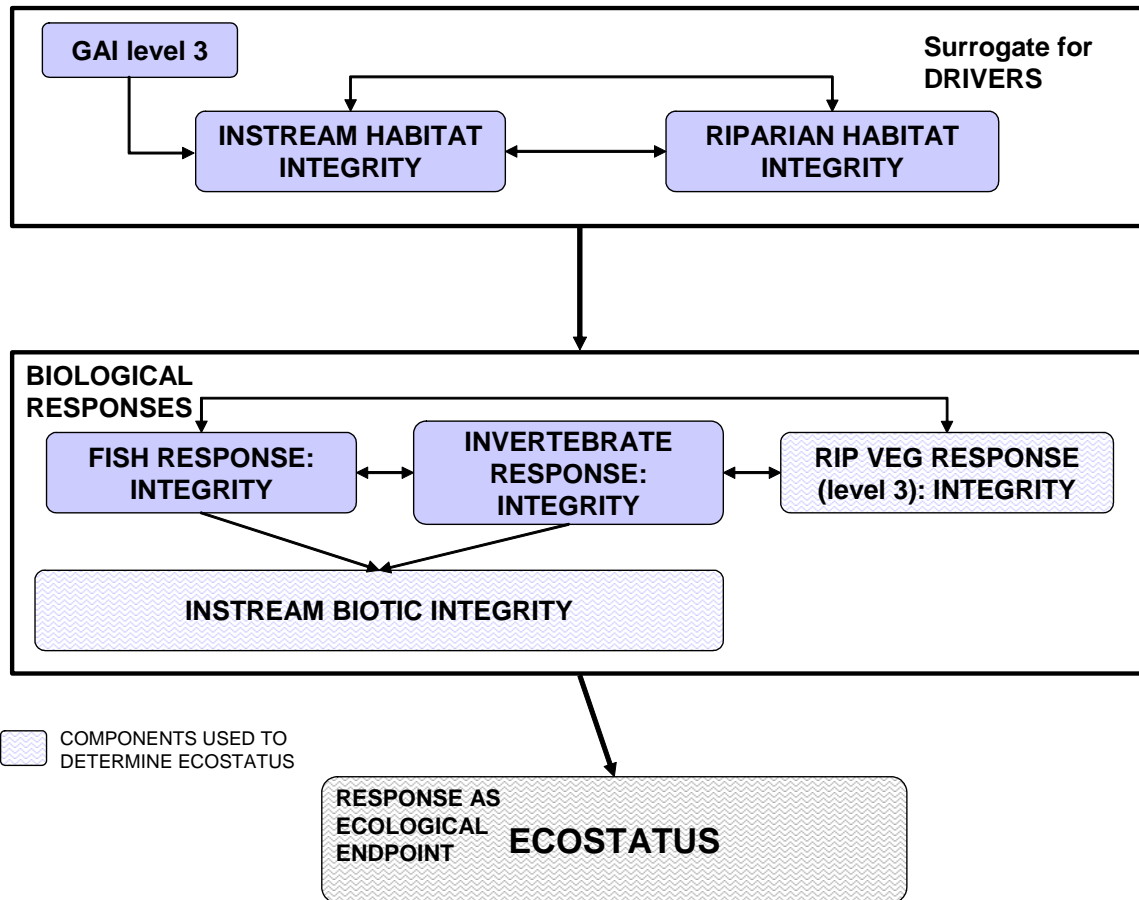 GAI level 3
Surrogate for
DRIVERS
INSTREAM HABITAT
INTEGRITY
RIPARIAN HABITAT
INTEGRITY
BIOLOGICAL
RESPONSES
FISH RESPONSE:
INTEGRITY
INVERTEBRATE
RESPONSE:
INTEGRITY
RIP VEG RESPONSE
(level 3): INTEGRITY
INSTREAM BIOTIC INTEGRITY
COMPONENTS USED TO
DETERMINE ECOSTATUS
RESPONSE AS
ECOLOGICAL
ENDPOINT
ECOSTATUS